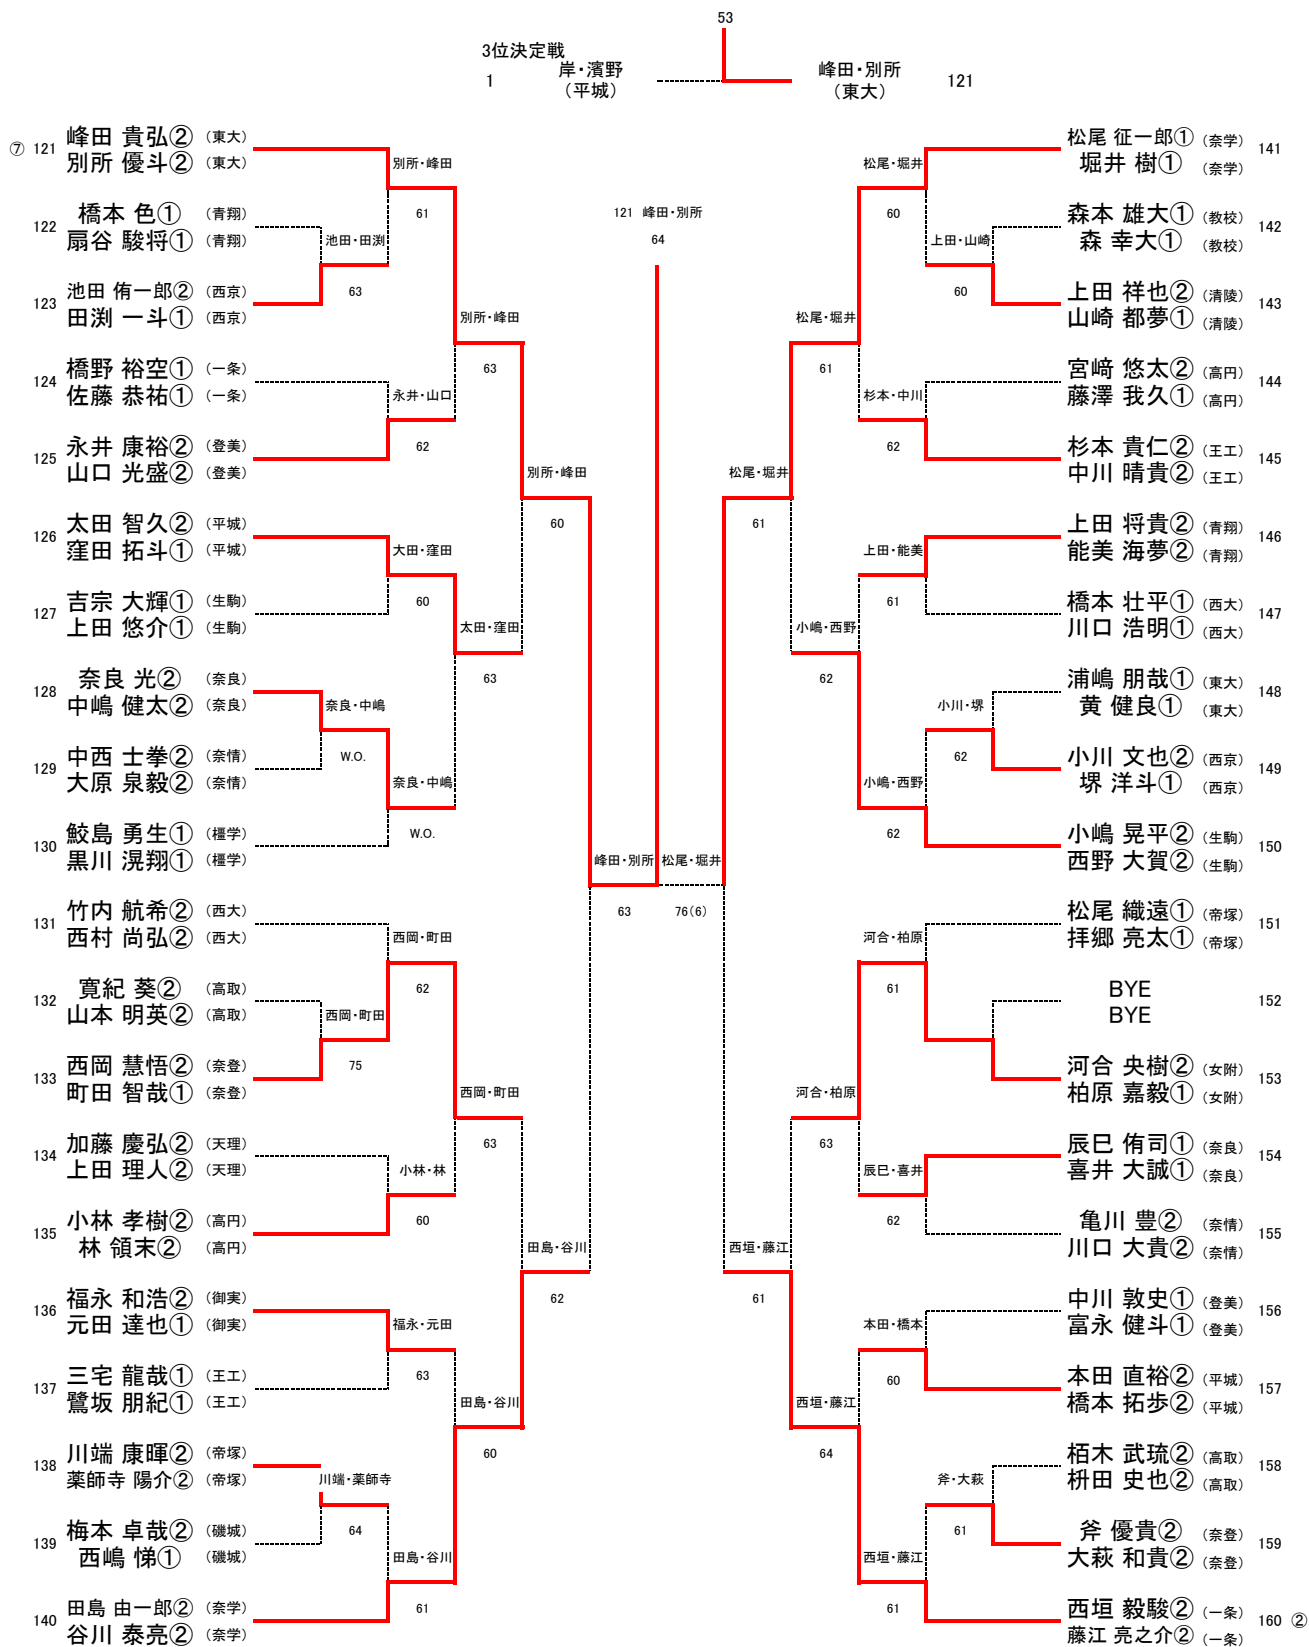 53
3位決定戦
1 岸・濱野 峰田・別所 121
（平城） （東大）
⑦ 121 峰田 貴弘② （東大）
別所 優斗② （東大）
別所・峰田
61
122 橋本 色① （青翔）
扇谷 駿将① （青翔）
池田・田渕
63
123 池田 侑一郎② （西京）
田渕 一斗① （西京）
別所・峰田
63
124 橋野 裕空① （一条）
佐藤 恭祐① （一条）
永井・山口
62
125 永井 康裕② （登美）
山口 光盛② （登美）
別所・峰田
60
126 太田 智久② （平城）
窪田 拓斗① （平城）
大田・窪田
60
127 吉宗 大輝① （生駒）
上田 悠介① （生駒）
太田・窪田
63
128 奈良 光② （奈良）
中嶋 健太② （奈良）
奈良・中嶋
W.O.
129 中西 士拳② （奈情）
大原 泉毅② （奈情）
奈良・中嶋
W.O.
130 鮫島 勇生① （橿学）
黒川 滉翔① （橿学）
峰田・別所
63
131 竹内 航希② （西大）
西村 尚弘② （西大）
西岡・町田
62
132 寛紀 葵② （高取）
山本 明英② （高取）
西岡・町田
75
133 西岡 慧悟② （奈登）
町田 智哉① （奈登）
西岡・町田
63
134 加藤 慶弘② （天理）
上田 理人② （天理）
小林・林
60
135 小林 孝樹② （高円）
林 領末② （高円）
田島・谷川
62
136 福永 和浩② （御実）
元田 達也① （御実）
福永・元田
63
137 三宅 龍哉① （王工）
鷺坂 朋紀① （王工）
田島・谷川
60
138 川端 康暉② （帝塚）
薬師寺 陽介② （帝塚）
川端・薬師寺
64
139 梅本 卓哉② （磯城）
西嶋 悌① （磯城）
田島・谷川
61
140 田島 由一郎② （奈学）
谷川 泰亮② （奈学）
121 峰田・別所
64
松尾 征一郎① （奈学） 141
堀井 樹① （奈学）
松尾・堀井
60
森本 雄大① （教校） 142
森 幸大① （教校）
上田・山崎
60
上田 祥也② （清陵） 143
山崎 都夢① （清陵）
松尾・堀井
61
宮﨑 悠太② （高円） 144
藤澤 我久① （高円）
杉本・中川
62
杉本 貴仁② （王工） 145
中川 晴貴② （王工）
松尾・堀井
61
上田 将貴② （青翔） 146
能美 海夢② （青翔）
上田・能美
61
橋本 壮平① （西大） 147
川口 浩明① （西大）
小嶋・西野
62
浦嶋 朋哉① （東大） 148
黄 健良① （東大）
小川・堺
62
小川 文也② （西京） 149
堺 洋斗① （西京）
小嶋・西野
62
小嶋 晃平② （生駒） 150
西野 大賀② （生駒）
松尾・堀井
76(6)
松尾 織遠① （帝塚） 151
拝郷 亮太① （帝塚）
河合・柏原
61
BYE 152
BYE
河合 央樹② （女附） 153
柏原 嘉毅① （女附）
河合・柏原
63
辰巳 侑司① （奈良） 154
喜井 大誠① （奈良）
辰巳・喜井
62
亀川 豊② （奈情） 155
川口 大貴② （奈情）
西垣・藤江
61
中川 敦史① （登美） 156
富永 健斗① （登美）
本田・橋本
60
本田 直裕② （平城） 157
橋本 拓歩② （平城）
西垣・藤江
64
栢木 武琉② （高取） 158
枡田 史也② （高取）
斧・大萩
61
斧 優貴② （奈登） 159
大萩 和貴② （奈登）
西垣・藤江
61
西垣 毅駿② （一条） 160 ②
藤江 亮之介② （一条）